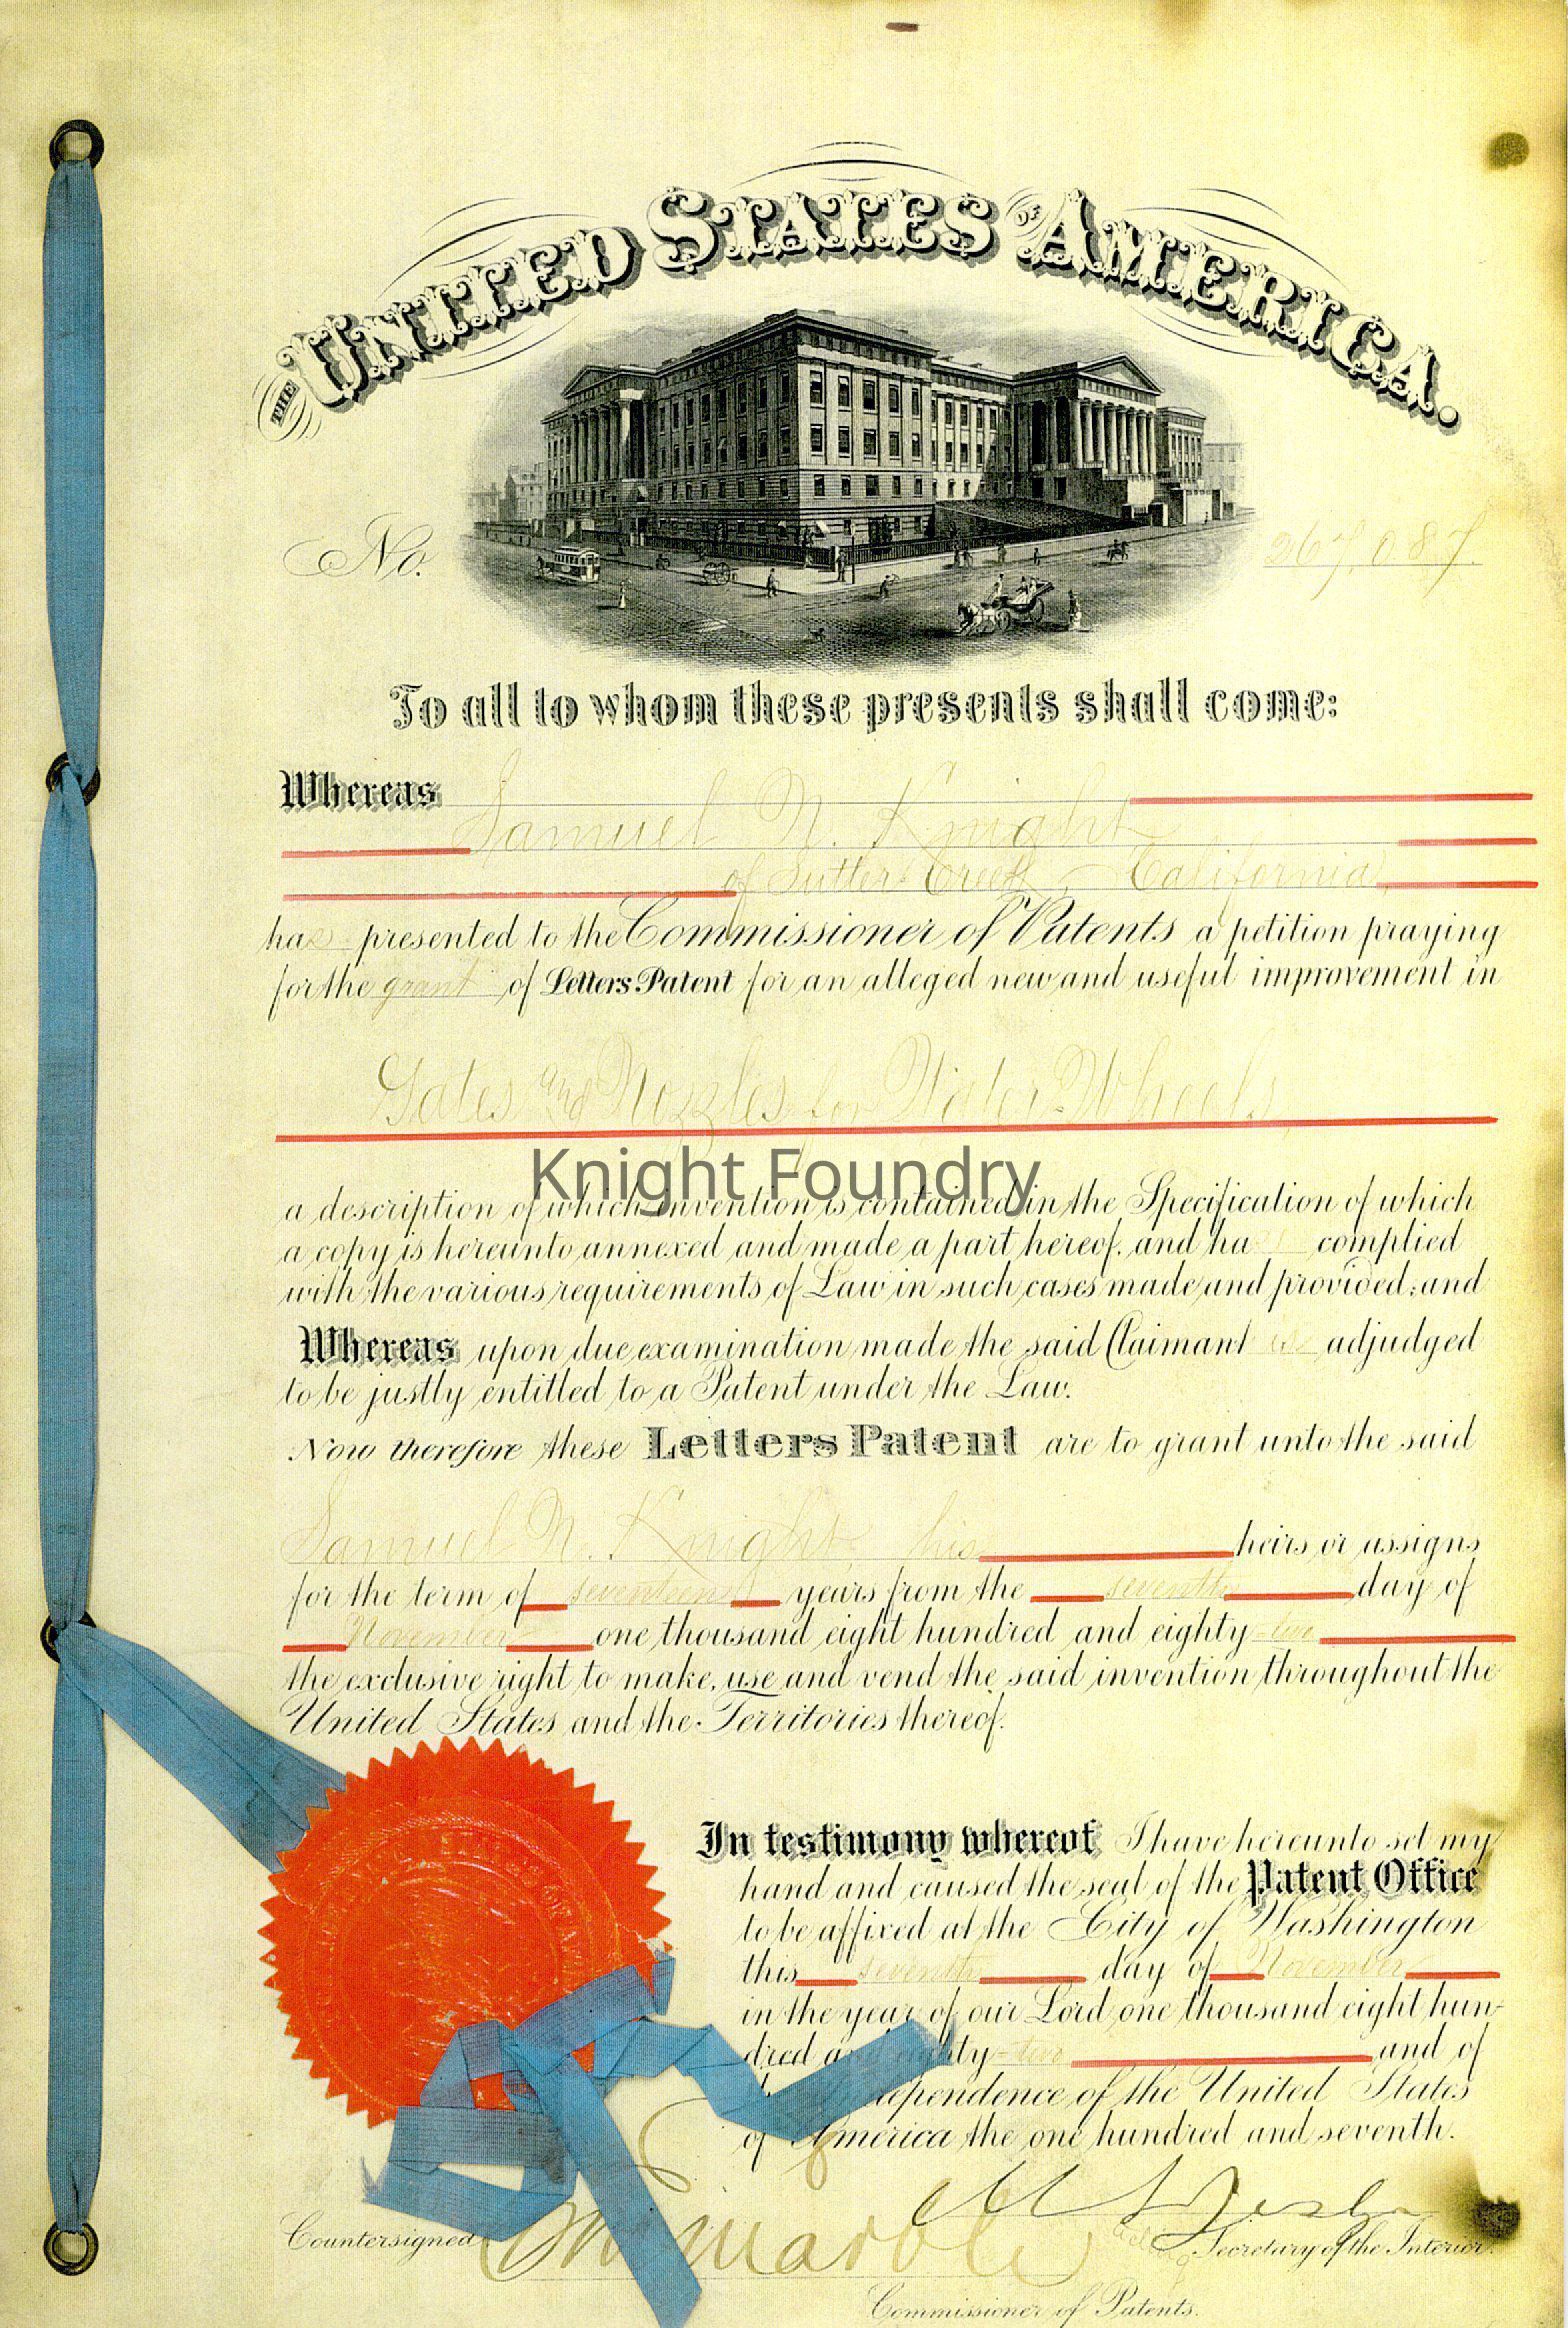 THE UNITED STATES OF AMERICA.
No. 267,087.
To all to whom these presents shall come:
Whereas
Samuel N. Knight
of Sutter Creek, California,
has presented to the Commissioner of Patents a petition praying
for the grant of Letters Patent for an alleged new and useful improvement in
Gates and Nozzles for Water Wheels,
Knight Foundry
a description of which invention is contained in the Specification of which
a copy is hereunto annexed and made a part hereof, and ha complied
with the various requirements of Law in such cases made and provided; and
Whereas upon due examination made the said Claimant is adjudged
to be justly entitled to a Patent under the Law.
Now therefore these Letters Patent are to grant unto the said
Samuel N. Knight, his heirs or assigns
for the term of seventeen years from the seventh day of
November one thousand eight hundred and eighty-two
the exclusive right to make, use and vend the said invention throughout the
United States and the Territories thereof.
In testimony whereof I have hereunto set my
hand and caused the seal of the Patent Office
to be affixed at the City of Washington
this seventh day of November
in the year of our Lord one thousand eight hun-
dred and eighty-two and of
Independence of the United States
of America the one hundred and seventh.
Countersigned Marble
Secretary of the Interior.
Commissioner of Patents.